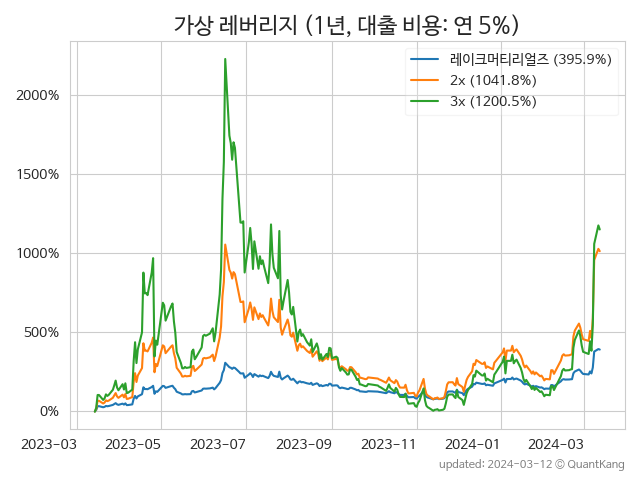 가상 레버리지 (1년, 대출 비용: 연 5%)
레이크머티리얼즈 (395.9%)
2x (1041.8%)
3x (1200.5%)
2000%
1500%
1000%
500%
0%
2023-03 2023-05 2023-07 2023-09 2023-11 2024-01 2024-03
updated: 2024-03-12 © QuantKang